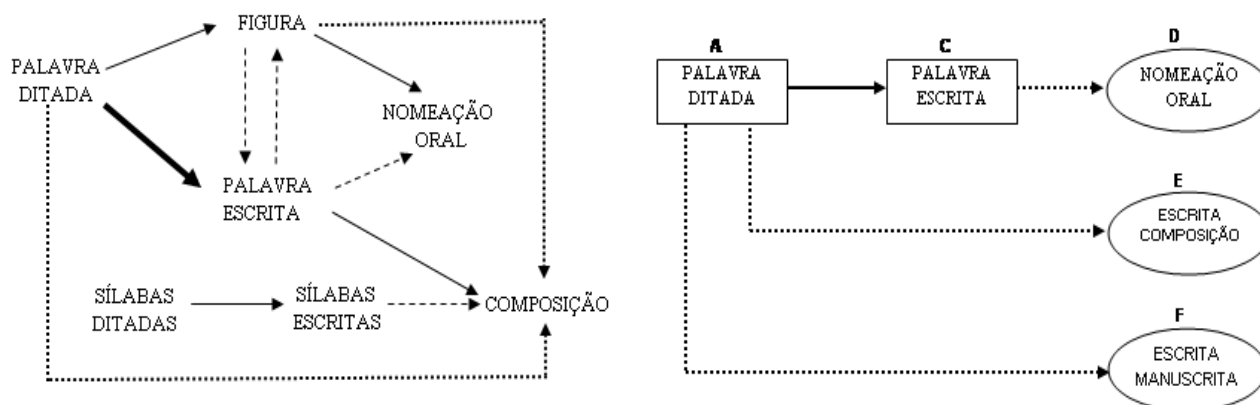 FIGURA
PALAVRA
DITADA
NOMEAÇÃO
ORAL
PALAVRA
ESCRITA
SÍLABAS
DITADAS
SÍLABAS
ESCRITAS
COMPOSIÇÃO
A
PALAVRA
DITADA
C
PALAVRA
ESCRITA
D
NOMEAÇÃO
ORAL
E
ESCRITA
COMPOSIÇÃO
F
ESCRITA
MANUSCRITA